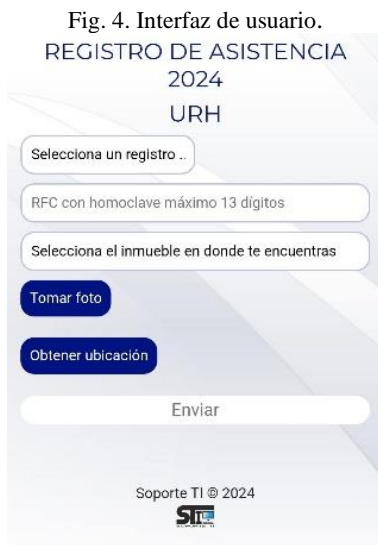 Fig. 4. Interfaz de usuario.
REGISTRO DE ASISTENCIA
2024
URH
Selecciona un registro ..
RFC con homoclave máximo 13 dígitos
Selecciona el inmueble en donde te encuentras
Tomar foto
Obtener ubicación
Enviar
Soporte TI © 2024
STI